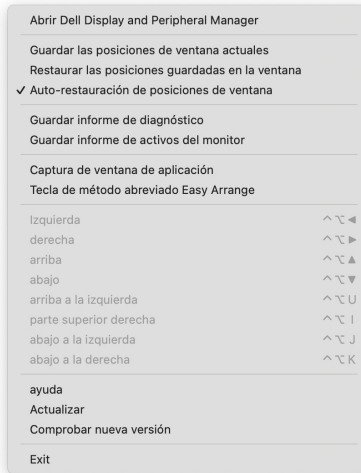 Abrir Dell Display and Peripheral Manager
Guardar las posiciones de ventana actuales
Restaurar las posiciones guardadas en la ventana
✓ Auto-restauración de posiciones de ventana
Guardar informe de diagnóstico
Guardar informe de activos del monitor
Captura de ventana de aplicación
Tecla de método abreviado Easy Arrange
Izquierda ^⌥◀
derecha ^⌥▶
arriba ^⌥▲
abajo ^⌥▼
arriba a la izquierda ^⌥U
parte superior derecha ^⌥I
abajo a la izquierda ^⌥J
abajo a la derecha ^⌥K
ayuda
Actualizar
Comprobar nueva versión
Exit